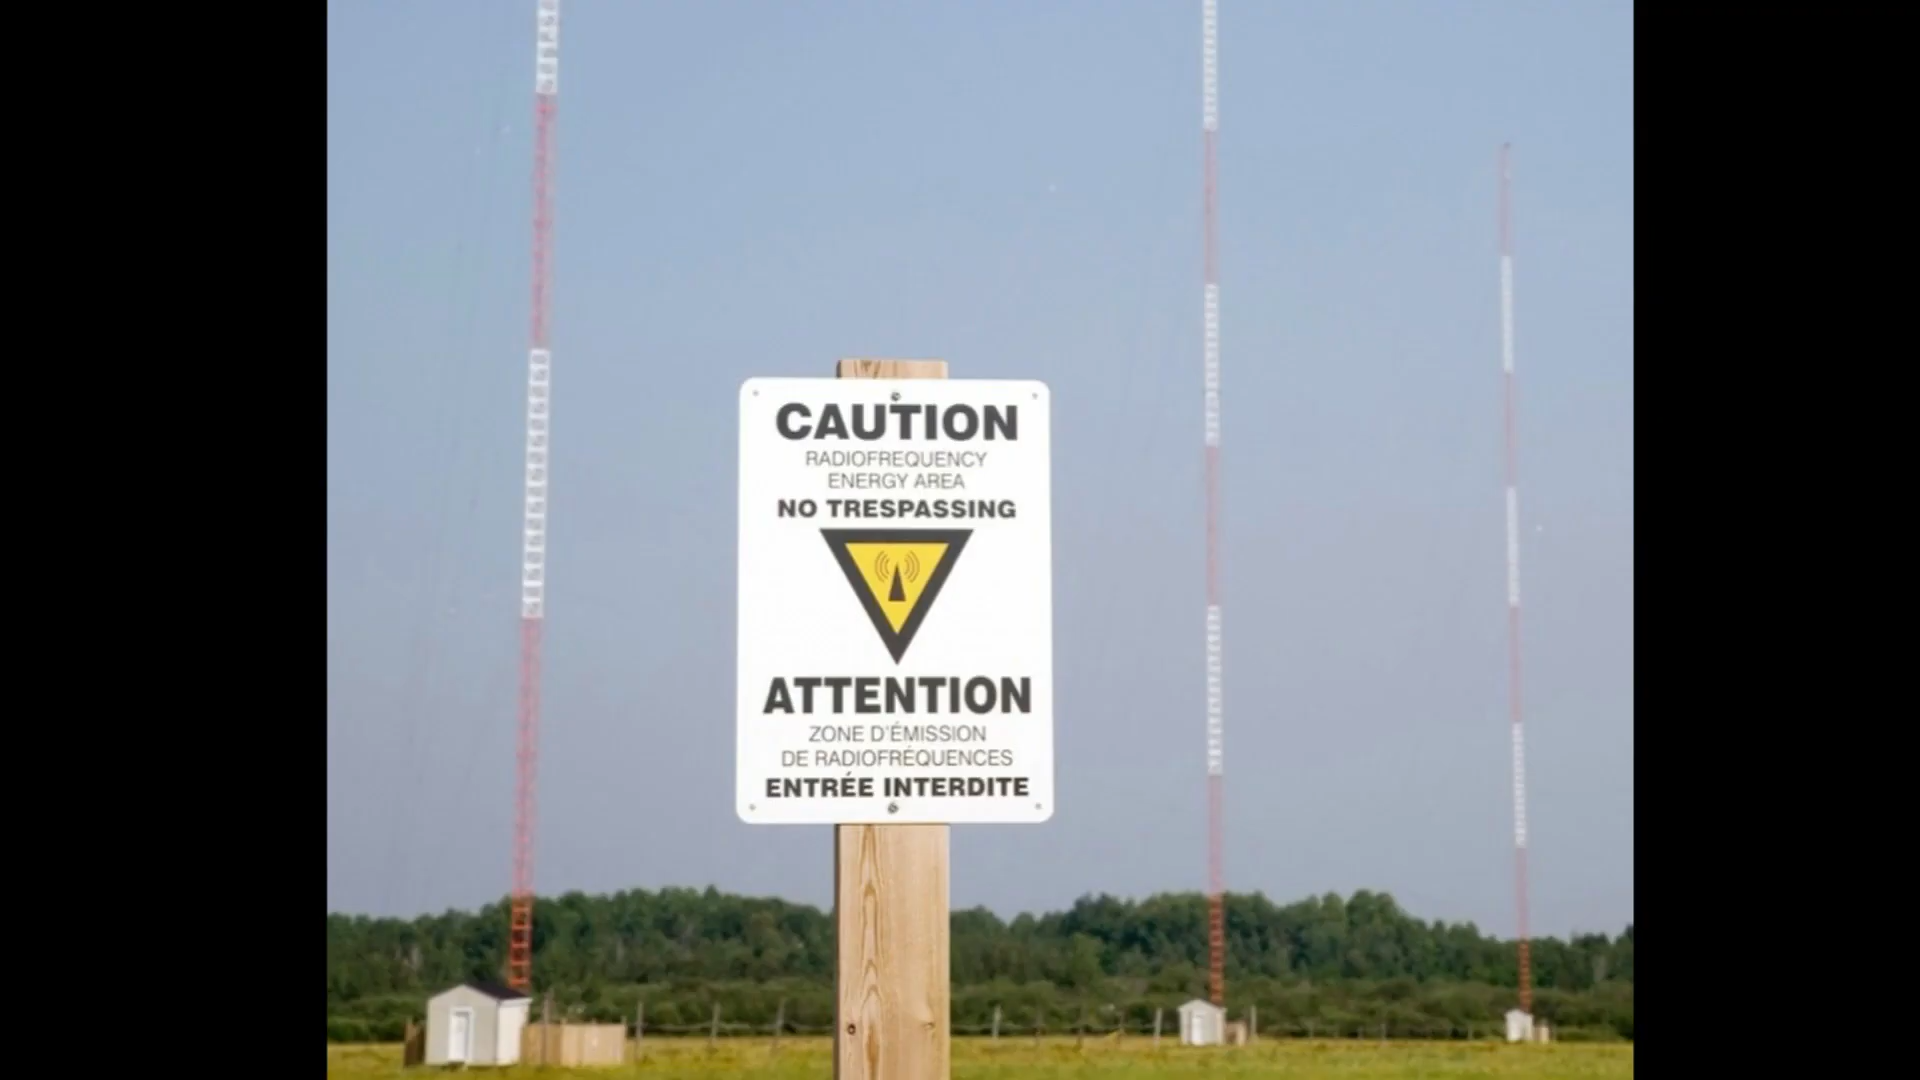 CAUTION
RADIOFREQUENCY
ENERGY AREA
NO TRESPASSING
ATTENTION
ZONE D'ÉMISSION
DE RADIOFRÉQUENCES
ENTRÉE INTERDITE